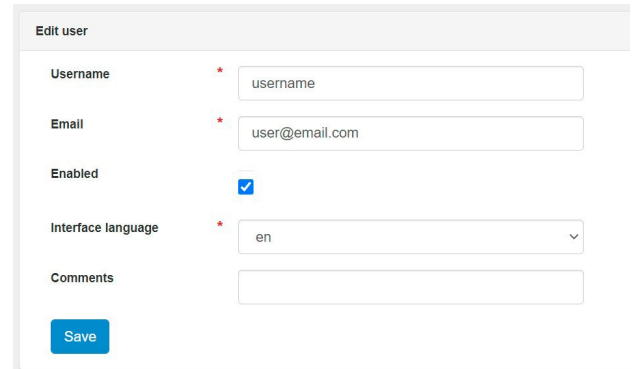 Edit user
Username * username
Email * user@email.com
Enabled
Interface language * en
Comments
Save